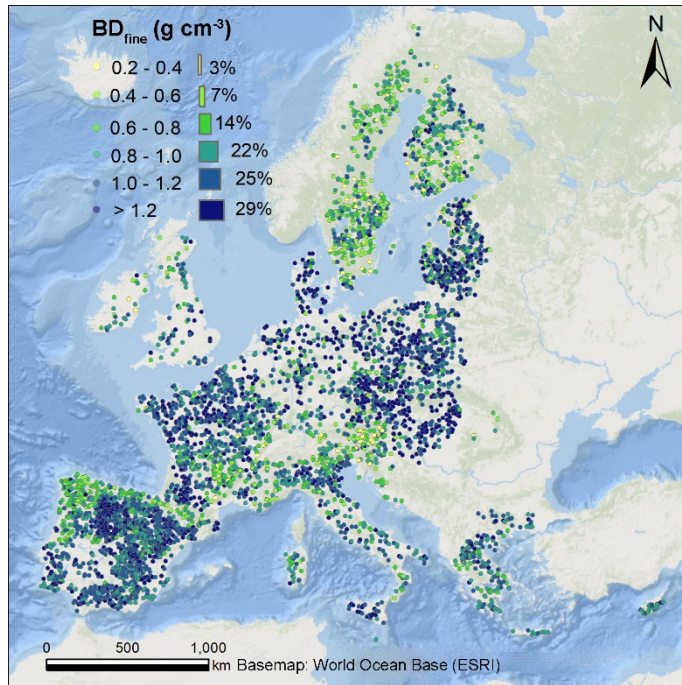 BDfine (g cm-3)
N
0.2 - 0.4 3%
0.4 - 0.6 7%
0.6 - 0.8 14%
0.8 - 1.0 22%
1.0 - 1.2 25%
> 1.2 29%
0 500 1,000
km Basemap: World Ocean Base (ESRI)